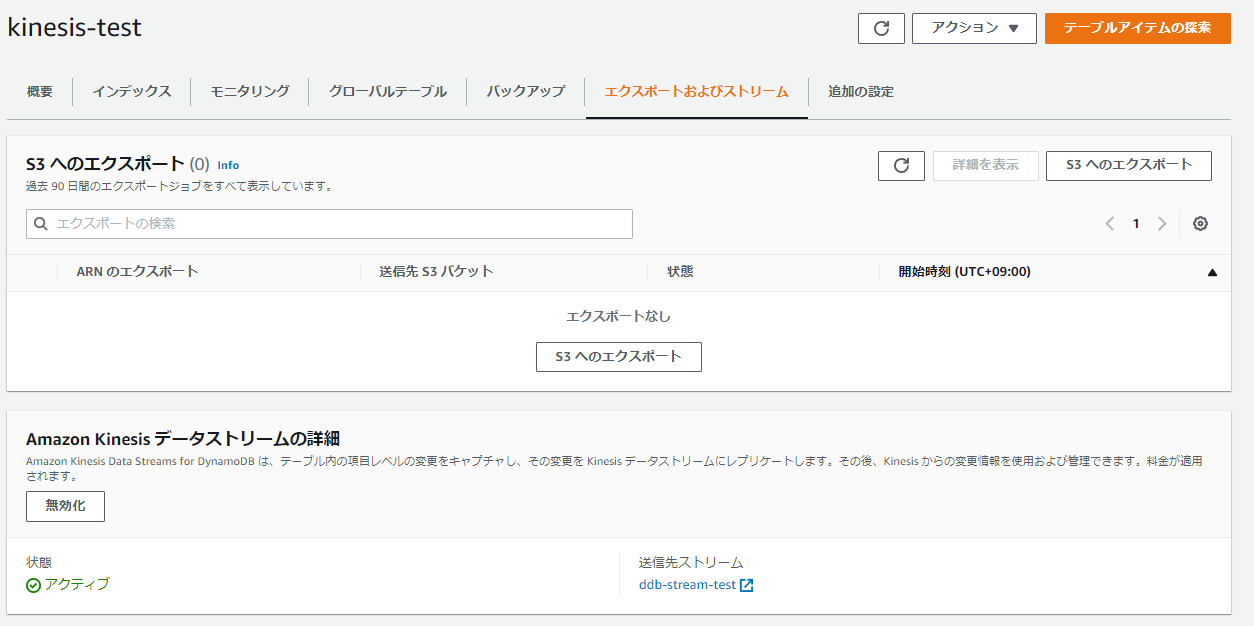 kinesis-test
アクション ▼
テーブルアイテムの探索
概要
インデックス
モニタリング
グローバルテーブル
バックアップ
エクスポートおよびストリーム
追加の設定
S3 へのエクスポート (0) Info
過去 90 日間のエクスポートジョブをすべて表示しています。
詳細を表示
S3 へのエクスポート
エクスポートの検索
1
ARN のエクスポート
送信先 S3 バケット
状態
開始時刻 (UTC+09:00)
エクスポートなし
S3 へのエクスポート
Amazon Kinesis データストリームの詳細
Amazon Kinesis Data Streams for DynamoDB は、テーブル内の項目レベルの変更をキャプチャし、その変更を Kinesis データストリームにレプリケートします。その後、Kinesis からの変更情報を使用および管理できます。料金が適用
されます。
無効化
状態
アクティブ
送信先ストリーム
ddb-stream-test